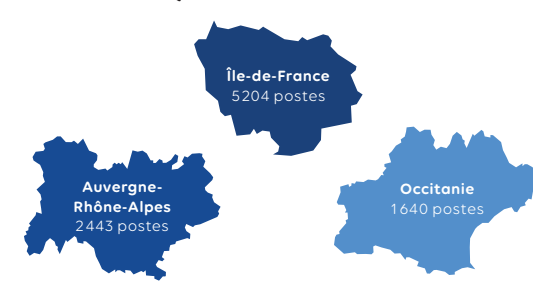 Île-de-France
5204 postes
Auvergne-
Rhône-Alpes
2443 postes
Occitanie
1640 postes